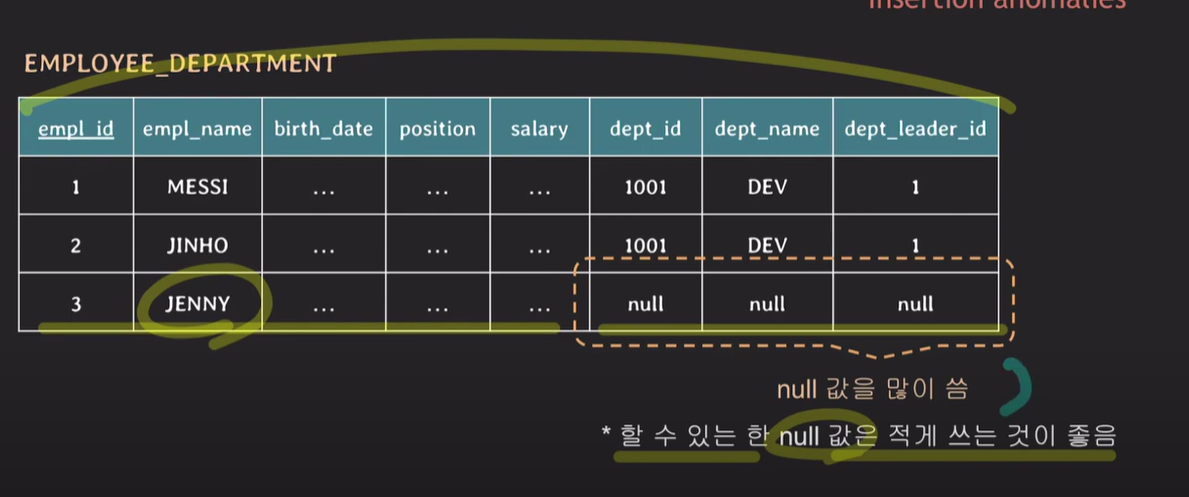 Insertion anomalies
EMPLOYEE_DEPARTMENT
empl_id empl_name birth_date position salary dept_id dept_name dept_leader_id
1 MESSI ... ... ... 1001 DEV 1
2 JINHO ... ... ... 1001 DEV 1
3 JENNY ... ... ... null null null
null 값을 많이 씀
* 할 수 있는 한 null 값은 적게 쓰는 것이 좋음